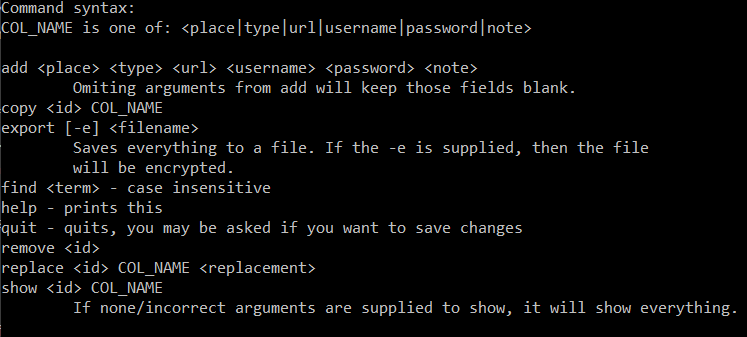 Command syntax:
COL_NAME is one of: <place|type|url|username|password|note>
add <place> <type> <url> <username> <password> <note>
Omiting arguments from add will keep those fields blank.
copy <id> COL_NAME
export [-e] <filename>
Saves everything to a file. If the -e is supplied, then the file
will be encrypted.
find <term> - case insensitive
help - prints this
quit - quits, you may be asked if you want to save changes
remove <id>
replace <id> COL_NAME <replacement>
show <id> COL_NAME
If none/incorrect arguments are supplied to show, it will show everything.